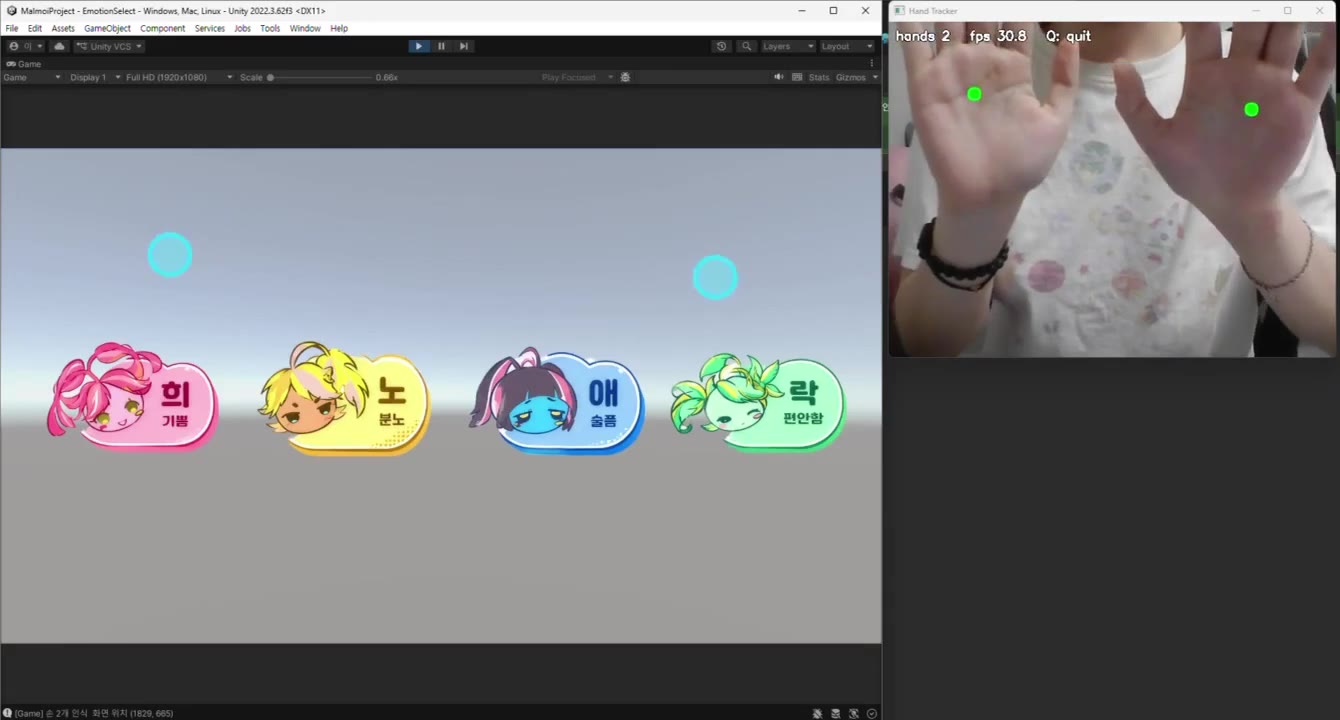 MalmoiProject - EmotionSelect - Windows, Mac, Linux - Unity 2022.3.62f3 <DX11>
File Edit Assets GameObject Component Services Jobs Tools Window Help
이 Unity VCS Layers Layout
Game
Game Display 1 Full HD (1920x1080) Scale 0.66x Play Focused Stats Gizmos
희
기쁨
노
분노
애
슬픔
락
편안함
[Game] 손 2개 인식 화면 위치 (1829, 665)
Hand Tracker
hands 2 fps 30.8 Q: quit